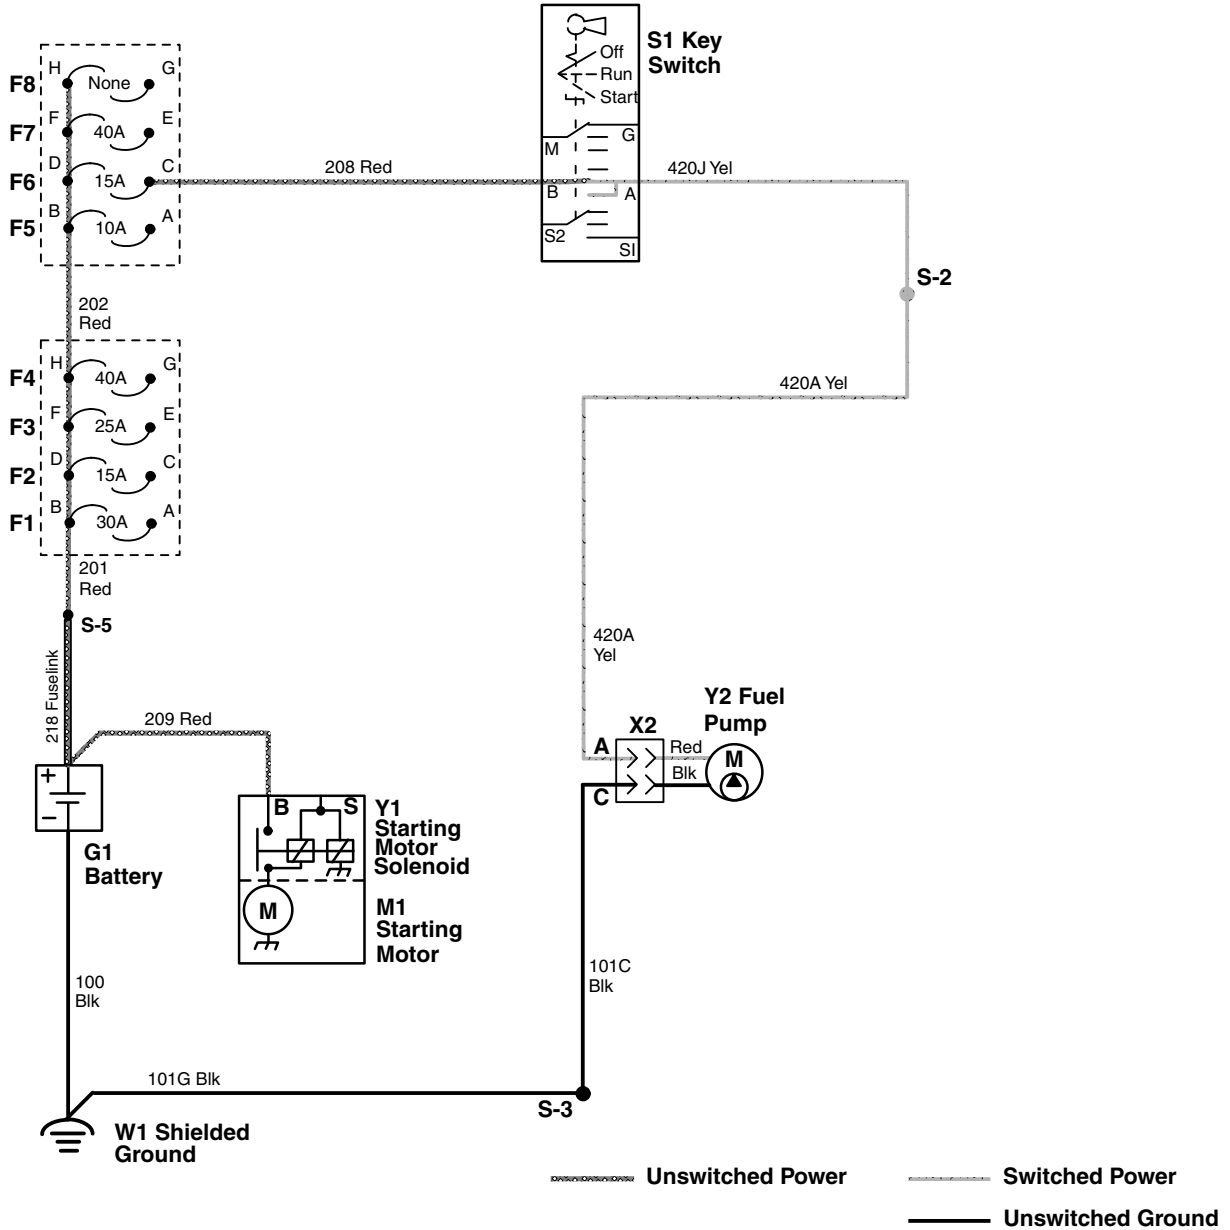 S1 Key
Switch
Off
Run
Start
M
G
B
A
S2
SI
H
G
F8
None
F
E
F7
40A
D
C
F6
15A
B
A
F5
10A
208 Red
420J Yel
S-2
202
Red
H
G
F4
40A
F
E
F3
25A
D
C
F2
15A
B
A
F1
30A
420A Yel
201
Red
S-5
218 Fuselink
209 Red
420A
Yel
Y2 Fuel
Pump
X2
A
Red
M
Blk
C
+
−
G1
Battery
B
S
Y1
Starting
Motor
Solenoid
M
M1
Starting
Motor
100
Blk
101C
Blk
101G Blk
S-3
W1 Shielded
Ground
Unswitched Power
Switched Power
Unswitched Ground